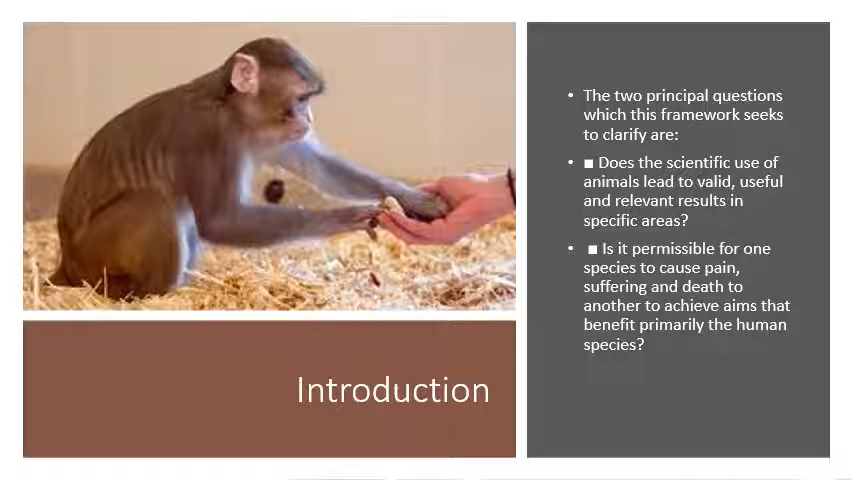 Introduction
• The two principal questions
which this framework seeks
to clarify are:
• ■ Does the scientific use of
animals lead to valid, useful
and relevant results in
specific areas?
• ■ Is it permissible for one
species to cause pain,
suffering and death to
another to achieve aims that
benefit primarily the human
species?